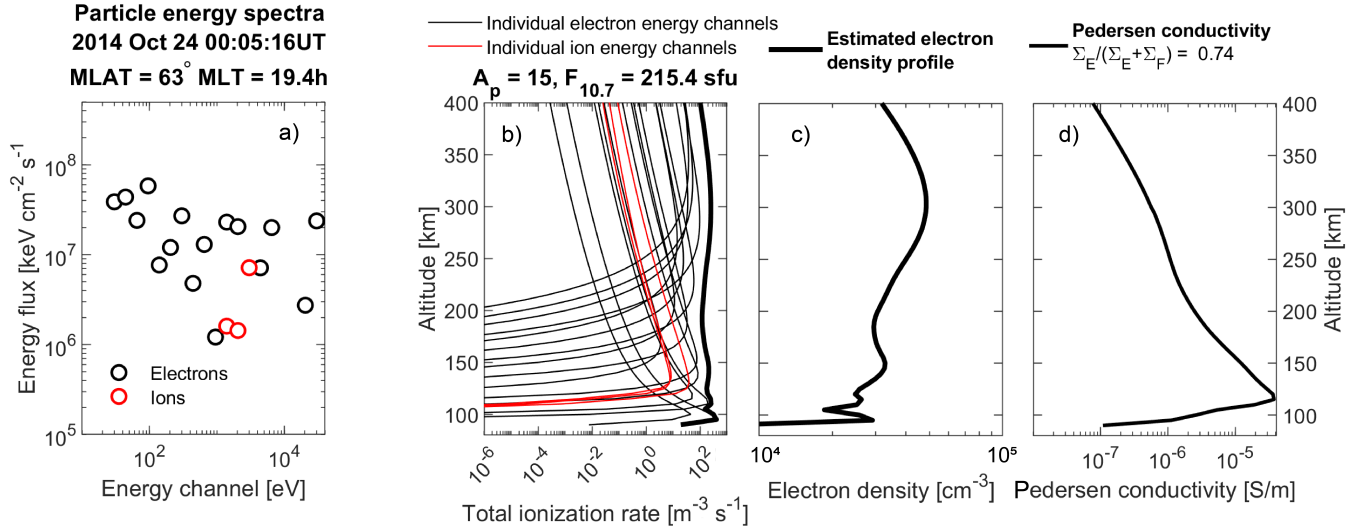 Particle energy spectra
2014 Oct 24 00:05:16UT
MLAT = 63° MLT = 19.4h
Individual electron energy channels
Individual ion energy channels
A_p = 15, F_10.7 = 215.4 sfu
Estimated electron
density profile
Pedersen conductivity
Σ_E/(Σ_E+Σ_F) = 0.74
a)
10^8
10^7
10^6
10^5
Energy flux [keV cm^-2 s^-1]
Electrons
Ions
10^2
10^4
Energy channel [eV]
b)
400
350
300
250
200
150
100
Altitude [km]
10^-6
10^-4
10^-2
10^0
10^2
Total ionization rate [m^-3 s^-1]
c)
10^4
10^5
Electron density [cm^-3]
d)
400
350
300
250
200
150
100
Altitude [km]
10^-7
10^-6
10^-5
Pedersen conductivity [S/m]